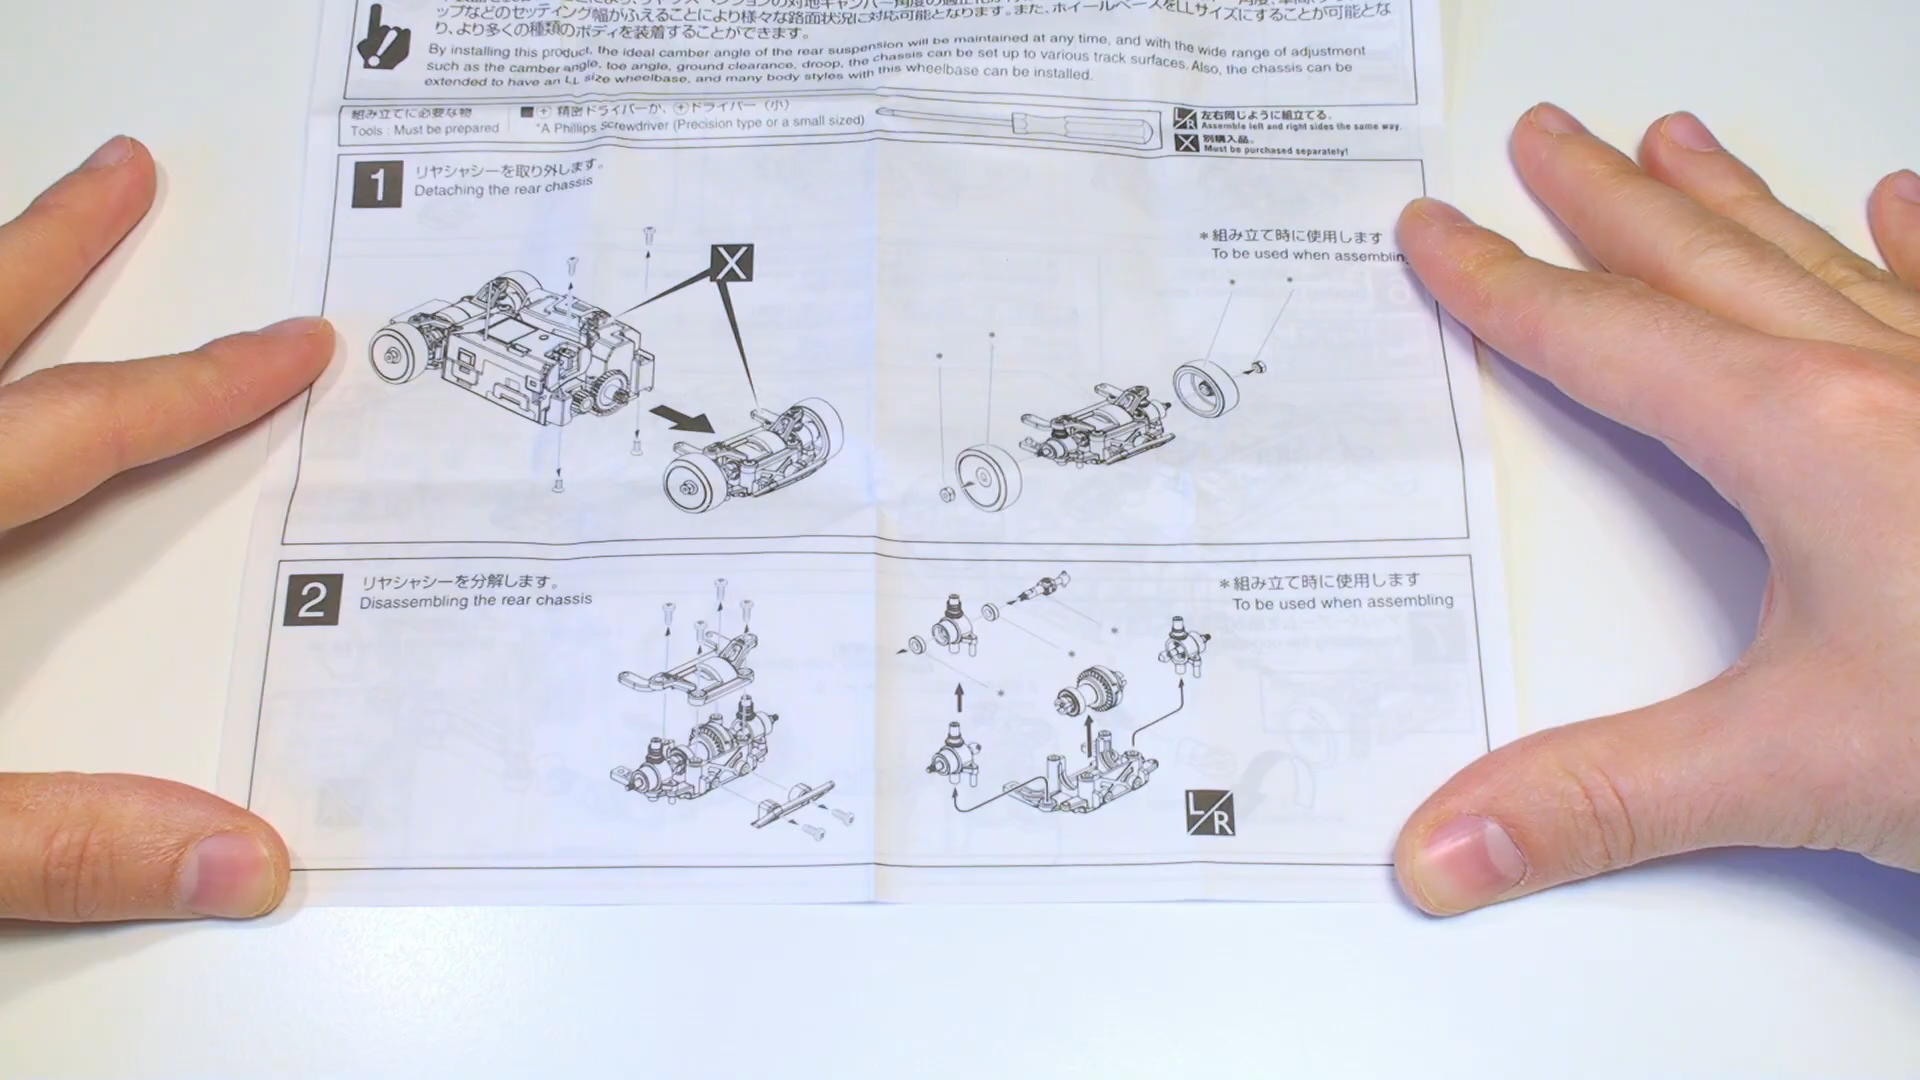 ップなどのセッティング幅がふえることにより様々な路面状況に対応可能となります。また、ホイールベースをLLサイズにすることが可能とな
り、より多くの種類のボディを装着することができます。
By installing this product, the ideal camber angle of the rear suspension will be maintained at any time, and with the wide range of adjustment
such as the camber angle, toe angle, ground clearance, droop, the chassis can be set up to various track surfaces. Also, the chassis can be
extended to have an LL size wheelbase, and many body styles with this wheelbase can be installed.
組み立てに必要な物
Tools : Must be prepared
精密ドライバーか、ドライバー（小）
*A Phillips screwdriver (Precision type or a small sized)
L/R 左右同じように組立てる。
Assemble left and right sides the same way.
X 別購入品。
Must be purchased separately!
1 リヤシャシーを取り外します。
Detaching the rear chassis
X
＊組み立て時に使用します
To be used when assembling
2 リヤシャシーを分解します。
Disassembling the rear chassis
＊組み立て時に使用します
To be used when assembling
L/R